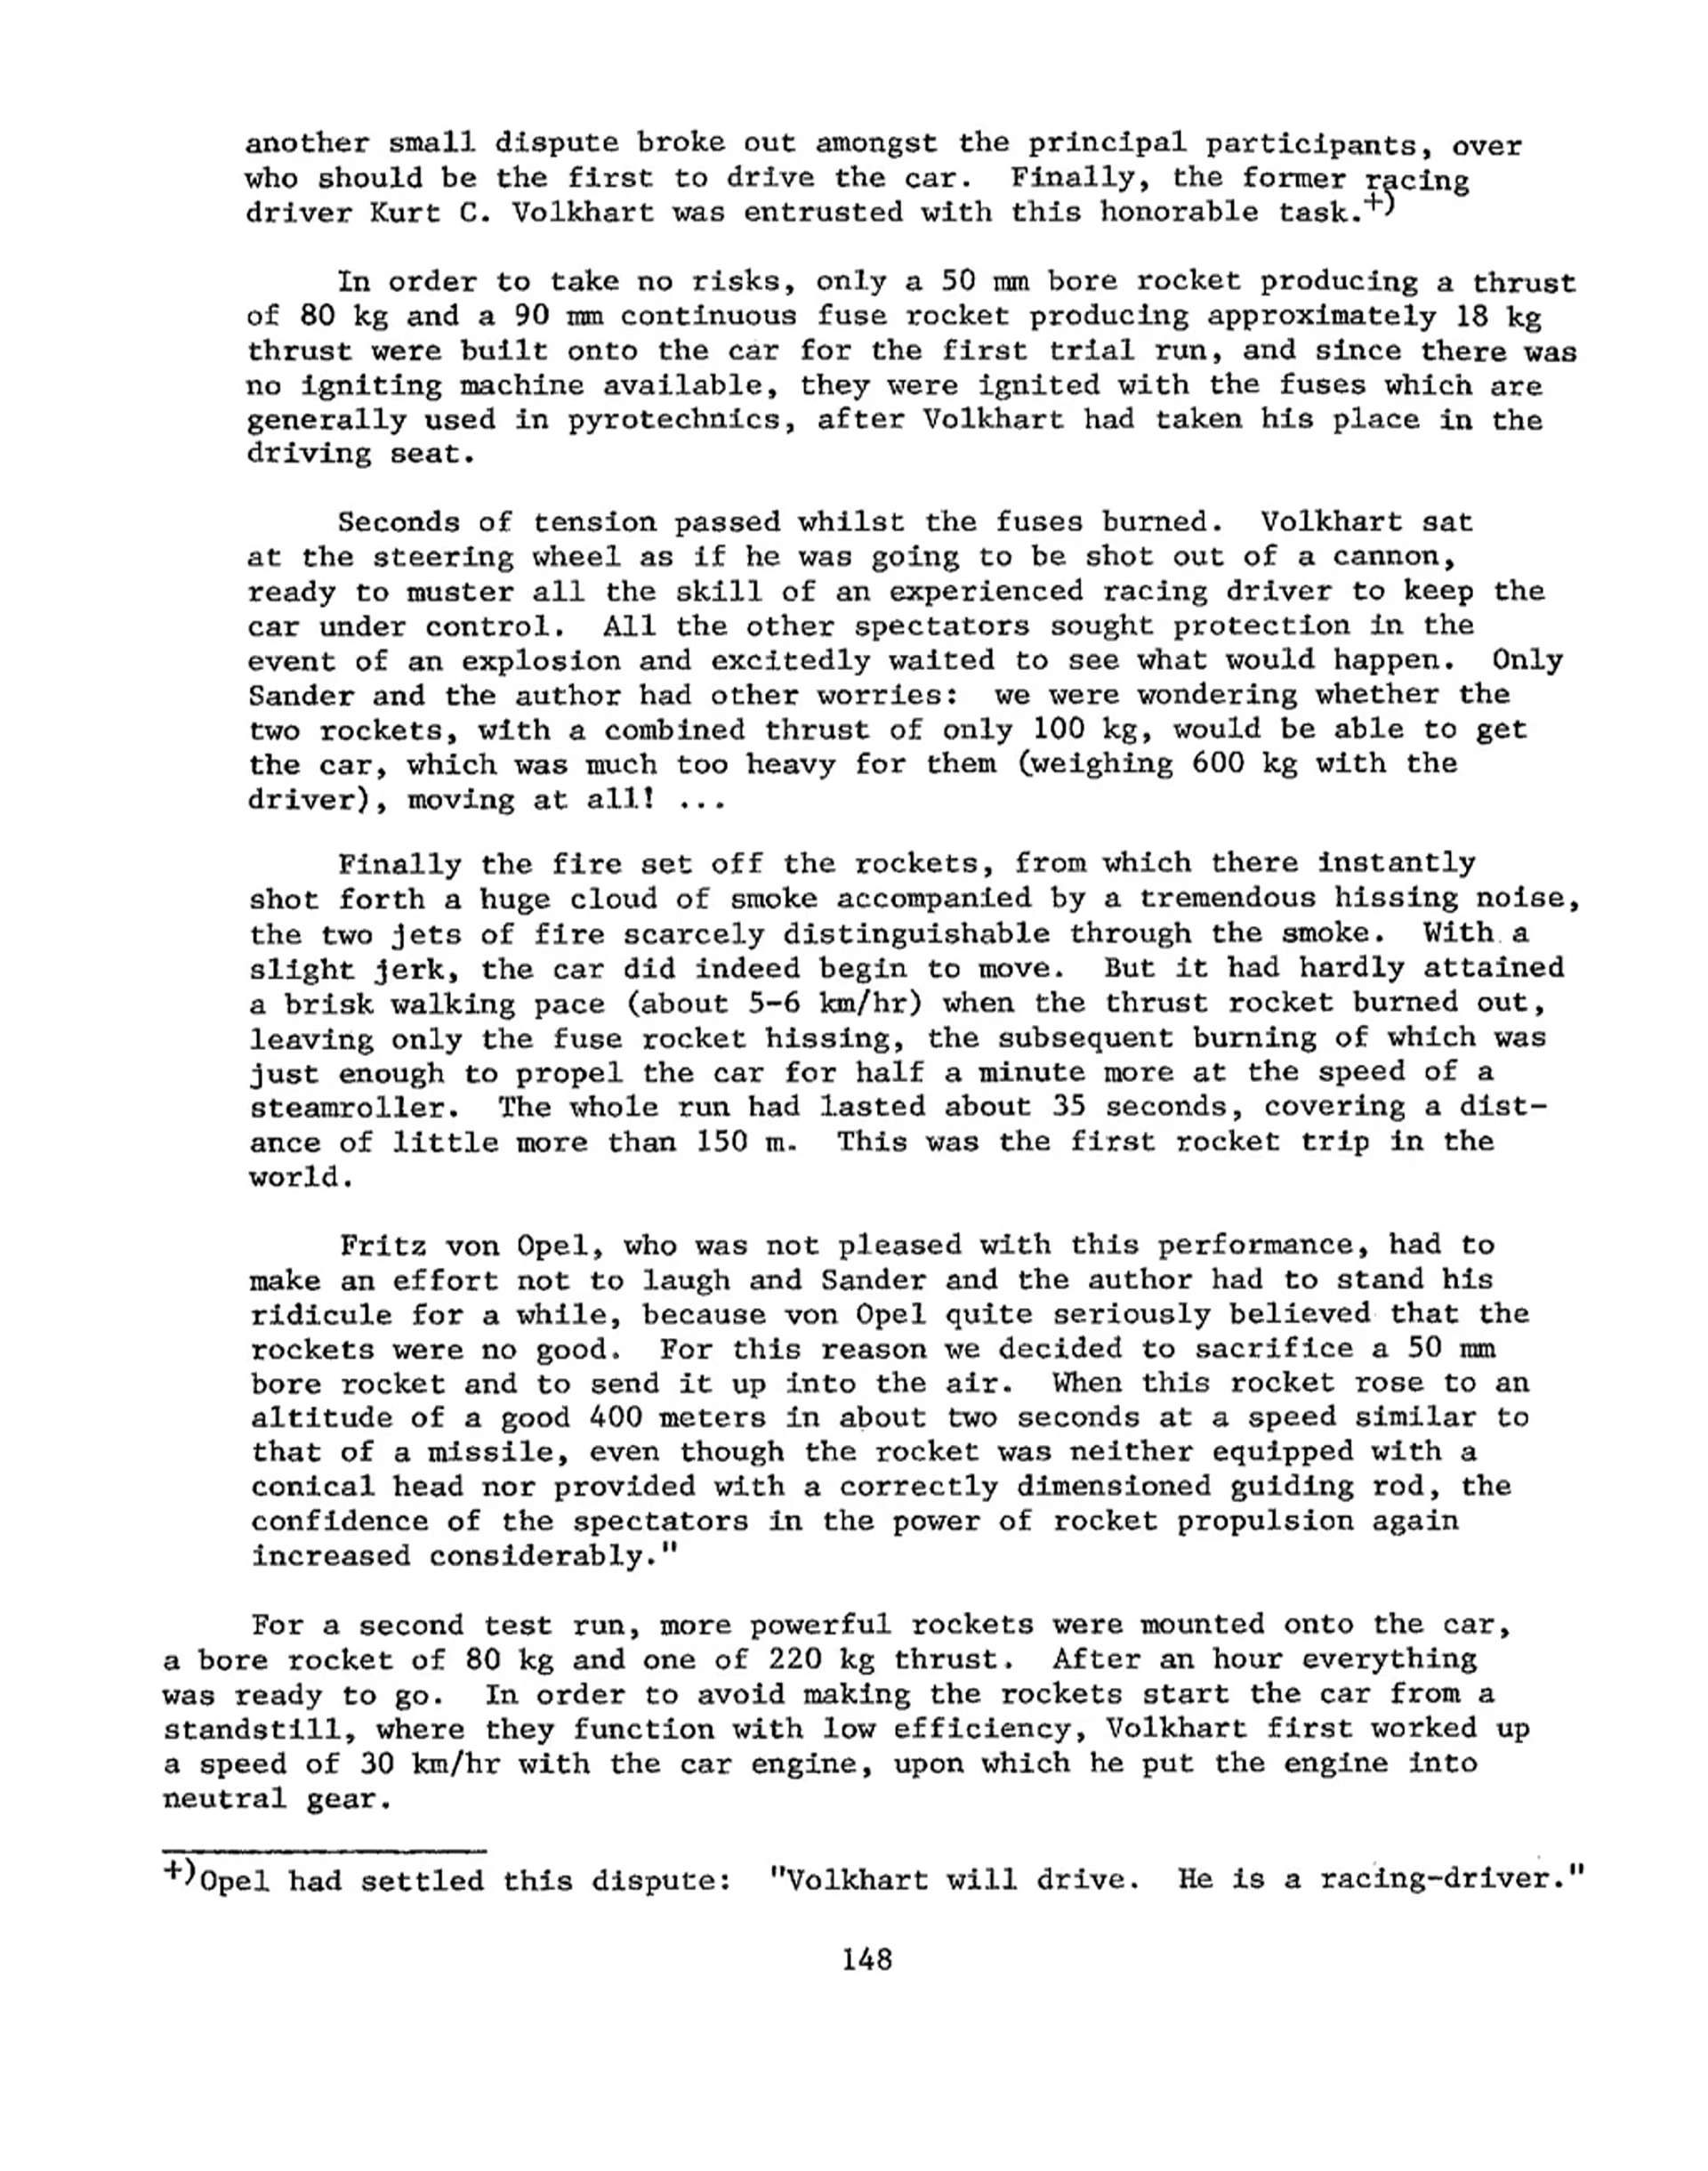 another small dispute broke out amongst the principal participants, over
who should be the first to drive the car. Finally, the former racing
driver Kurt C. Volkhart was entrusted with this honorable task.+)
In order to take no risks, only a 50 mm bore rocket producing a thrust
of 80 kg and a 90 mm continuous fuse rocket producing approximately 18 kg
thrust were built onto the car for the first trial run, and since there was
no igniting machine available, they were ignited with the fuses which are
generally used in pyrotechnics, after Volkhart had taken his place in the
driving seat.
Seconds of tension passed whilst the fuses burned. Volkhart sat
at the steering wheel as if he was going to be shot out of a cannon,
ready to muster all the skill of an experienced racing driver to keep the
car under control. All the other spectators sought protection in the
event of an explosion and excitedly waited to see what would happen. Only
Sander and the author had other worries: we were wondering whether the
two rockets, with a combined thrust of only 100 kg, would be able to get
the car, which was much too heavy for them (weighing 600 kg with the
driver), moving at all! ...
Finally the fire set off the rockets, from which there instantly
shot forth a huge cloud of smoke accompanied by a tremendous hissing noise,
the two jets of fire scarcely distinguishable through the smoke. With a
slight jerk, the car did indeed begin to move. But it had hardly attained
a brisk walking pace (about 5-6 km/hr) when the thrust rocket burned out,
leaving only the fuse rocket hissing, the subsequent burning of which was
just enough to propel the car for half a minute more at the speed of a
steamroller. The whole run had lasted about 35 seconds, covering a dist-
ance of little more than 150 m. This was the first rocket trip in the
world.
Fritz von Opel, who was not pleased with this performance, had to
make an effort not to laugh and Sander and the author had to stand his
ridicule for a while, because von Opel quite seriously believed that the
rockets were no good. For this reason we decided to sacrifice a 50 mm
bore rocket and to send it up into the air. When this rocket rose to an
altitude of a good 400 meters in about two seconds at a speed similar to
that of a missile, even though the rocket was neither equipped with a
conical head nor provided with a correctly dimensioned guiding rod, the
confidence of the spectators in the power of rocket propulsion again
increased considerably."
For a second test run, more powerful rockets were mounted onto the car,
a bore rocket of 80 kg and one of 220 kg thrust. After an hour everything
was ready to go. In order to avoid making the rockets start the car from a
standstill, where they function with low efficiency, Volkhart first worked up
a speed of 30 km/hr with the car engine, upon which he put the engine into
neutral gear.
+)Opel had settled this dispute: "Volkhart will drive. He is a racing-driver."
148